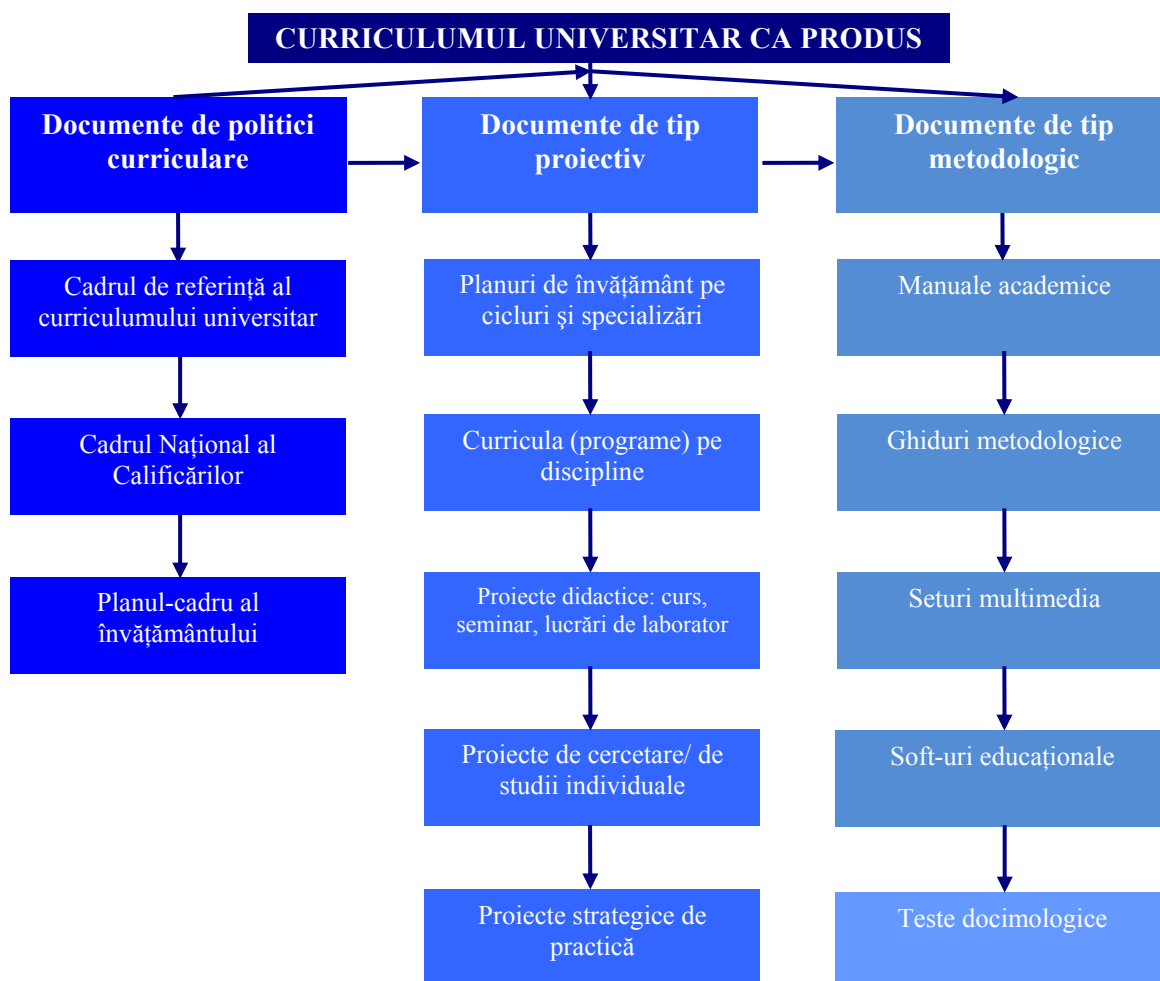 CURRICULUMUL UNIVERSITAR CA PRODUS
Documente de politici
curriculare
Documente de tip
proiectiv
Documente de tip
metodologic
Cadrul de referință al
curriculumului universitar
Planuri de învățământ pe
cicluri şi specializări
Manuale academice
Cadrul Național al
Calificărilor
Curricula (programe) pe
discipline
Ghiduri metodologice
Planul-cadru al
învățământului
Proiecte didactice: curs,
seminar, lucrări de laborator
Seturi multimedia
Proiecte de cercetare/ de
studii individuale
Soft-uri educaționale
Proiecte strategice de
practică
Teste docimologice